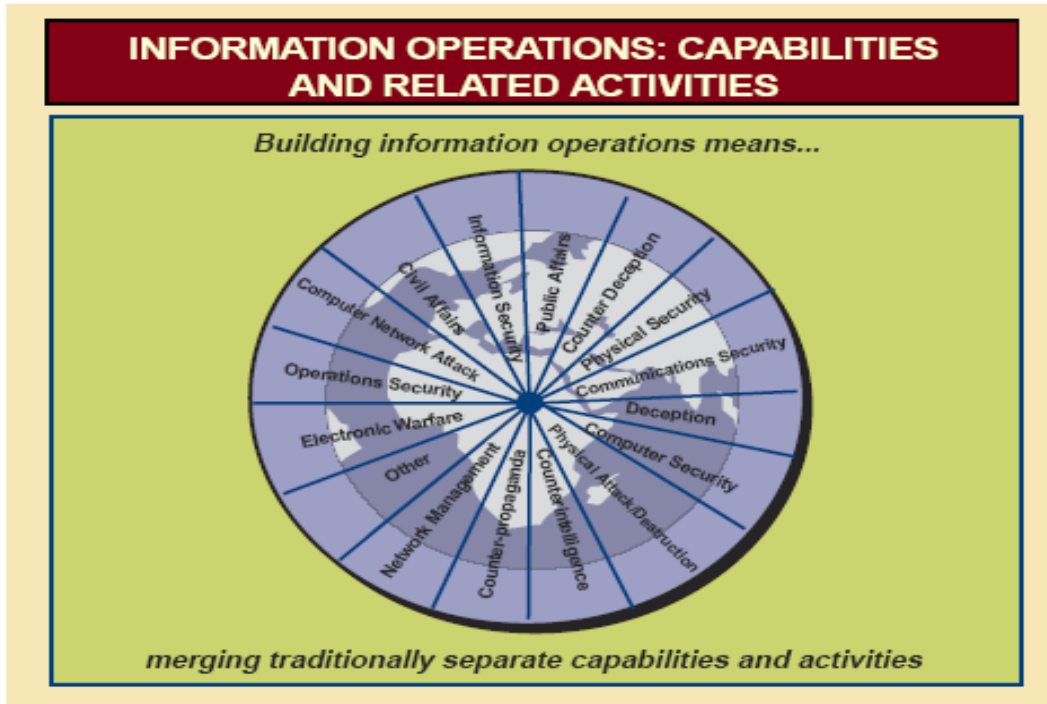 INFORMATION OPERATIONS: CAPABILITIES
AND RELATED ACTIVITIES
Building information operations means...
Public Affairs
Counter Deception
Physical Security
Communications Security
Deception
Computer Security
Physical Attack/Destruction
Counterintelligence
Counter-propaganda
Network Management
Other
Electronic Warfare
Operations Security
Computer Network Attack
Civil Affairs
Information Security
merging traditionally separate capabilities and activities